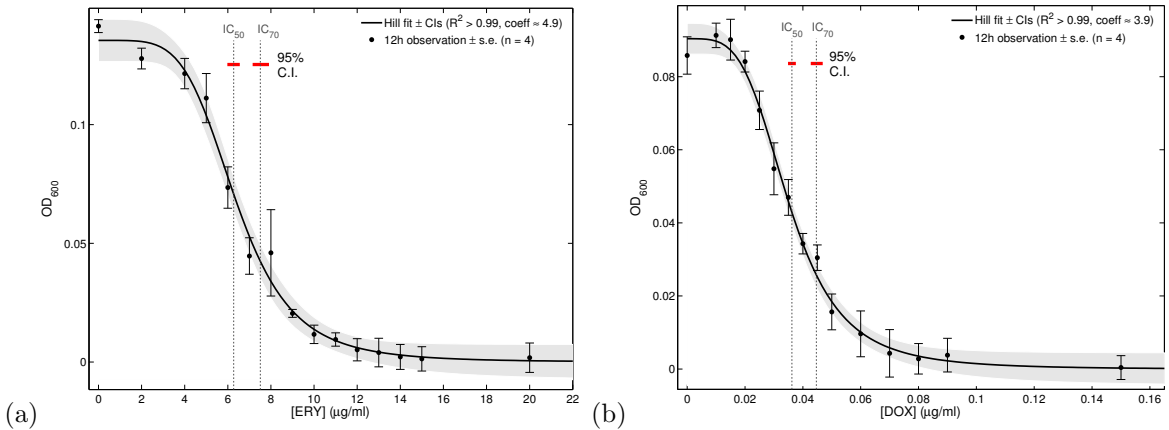 Hill fit ± CIs (R² > 0.99, coeff ≈ 4.9)
12h observation ± s.e. (n = 4)
IC₅₀ IC₇₀
95%
C.I.
0.1
0.05
0
OD₆₀₀
0 2 4 6 8 10 12 14 16 18 20 22
[ERY] (μg/ml)
(a)
Hill fit ± CIs (R² > 0.99, coeff ≈ 3.9)
12h observation ± s.e. (n = 4)
IC₅₀ IC₇₀
95%
C.I.
0.08
0.06
0.04
0.02
0
OD₆₀₀
0 0.02 0.04 0.06 0.08 0.1 0.12 0.14 0.16
[DOX] (μg/ml)
(b)